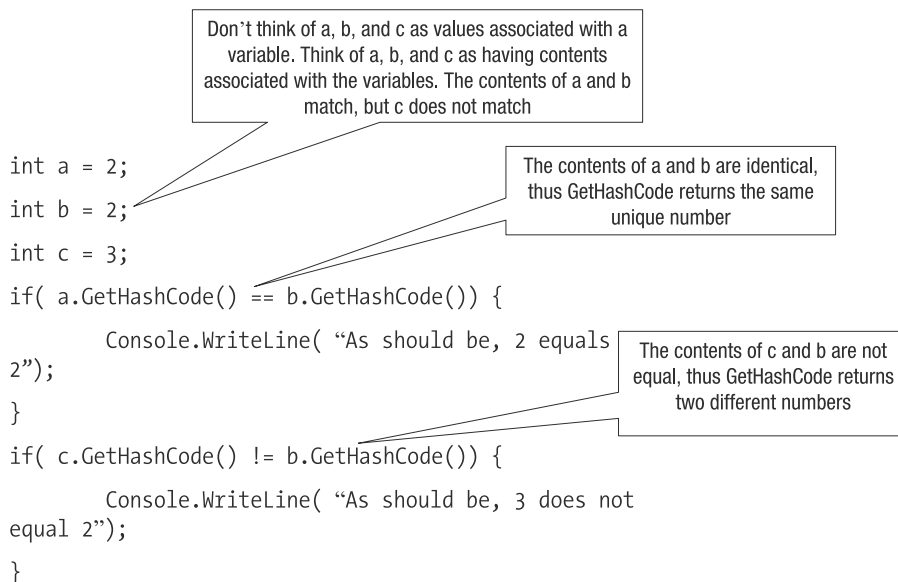 Don't think of a, b, and c as values associated with a
variable. Think of a, b, and c as having contents
associated with the variables. The contents of a and b
match, but c does not match
int a = 2;
int b = 2;
int c = 3;
The contents of a and b are identical,
thus GetHashCode returns the same
unique number
if( a.GetHashCode() == b.GetHashCode()) {
Console.WriteLine( “As should be, 2 equals
2”);
}
The contents of c and b are not
equal, thus GetHashCode returns
two different numbers
if( c.GetHashCode() != b.GetHashCode()) {
Console.WriteLine( “As should be, 3 does not
equal 2”);
}